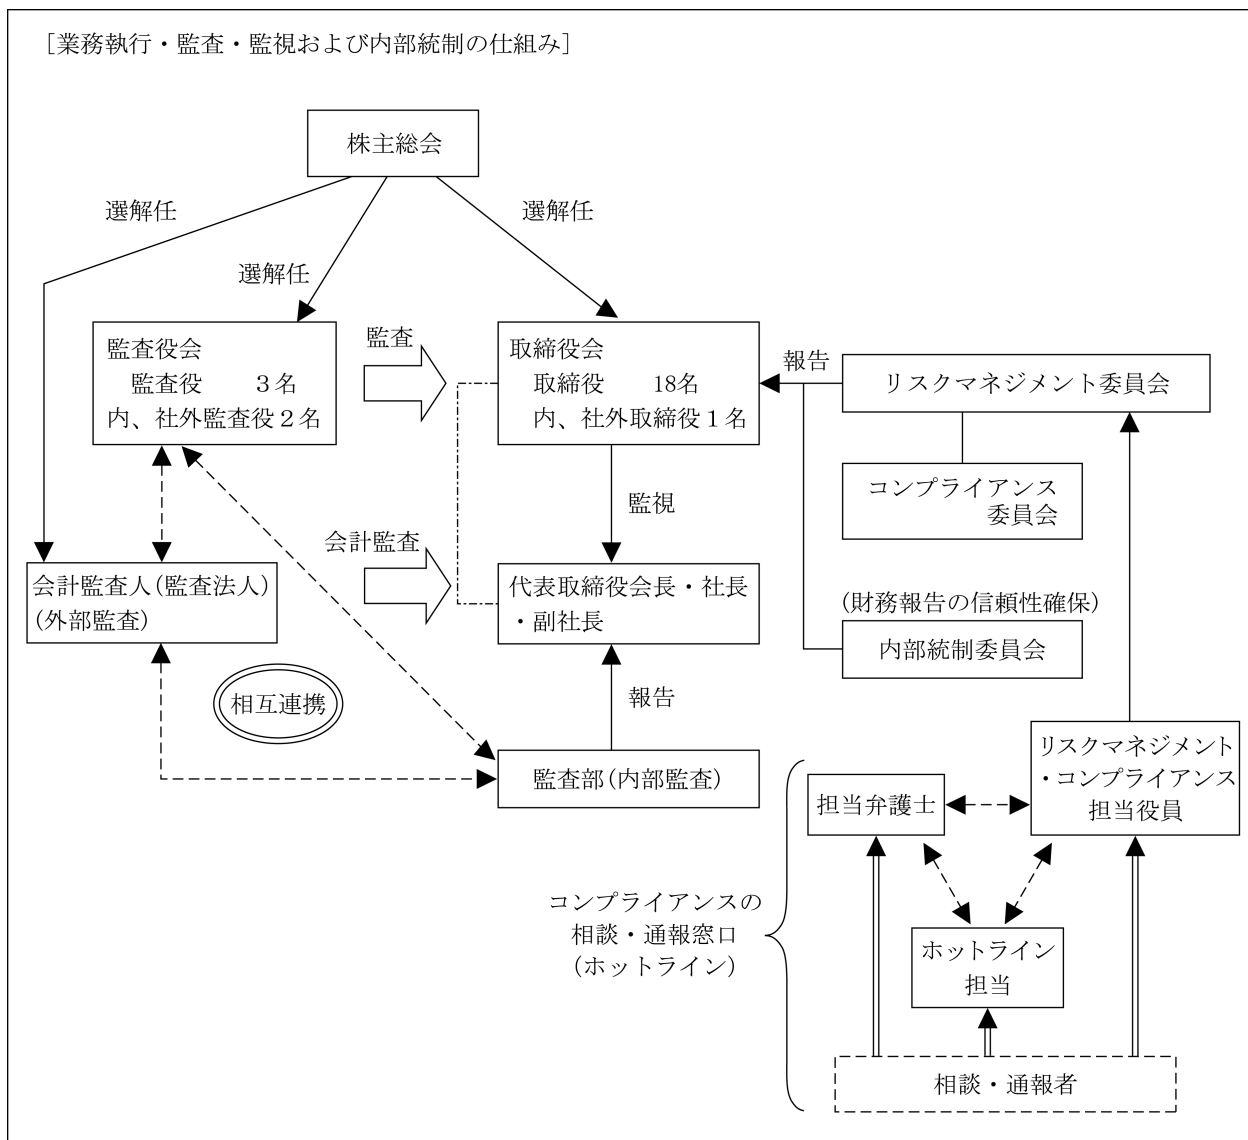 ［業務執行・監査・監視および内部統制の仕組み］
株主総会
選解任
選解任
選解任
監査役会
監査役　　３名
内、社外監査役２名
監査
取締役会
取締役　　18名
内、社外取締役１名
報告
リスクマネジメント委員会
コンプライアンス
委員会
監視
会計監査
会計監査人(監査法人)
(外部監査)
代表取締役会長・社長
・副社長
(財務報告の信頼性確保)
内部統制委員会
相互連携
報告
監査部(内部監査)
リスクマネジメント
・コンプライアンス
担当役員
担当弁護士
コンプライアンスの
相談・通報窓口
(ホットライン)
ホットライン
担当
相談・通報者